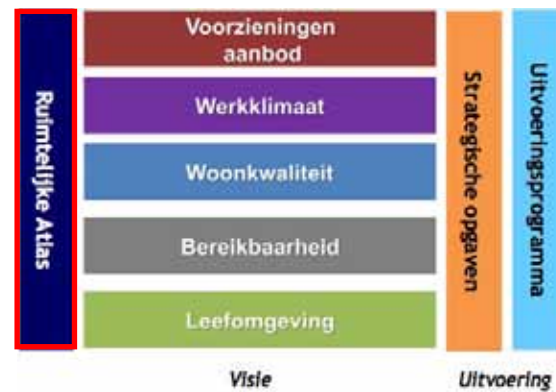 Ruimtelijke Atlas
Voorzieningen
aanbod
Werkklimaat
Woonkwaliteit
Bereikbaarheid
Leefomgeving
Strategische opgaven
Uitvoeringsprogramma
Visie
Uitvoering